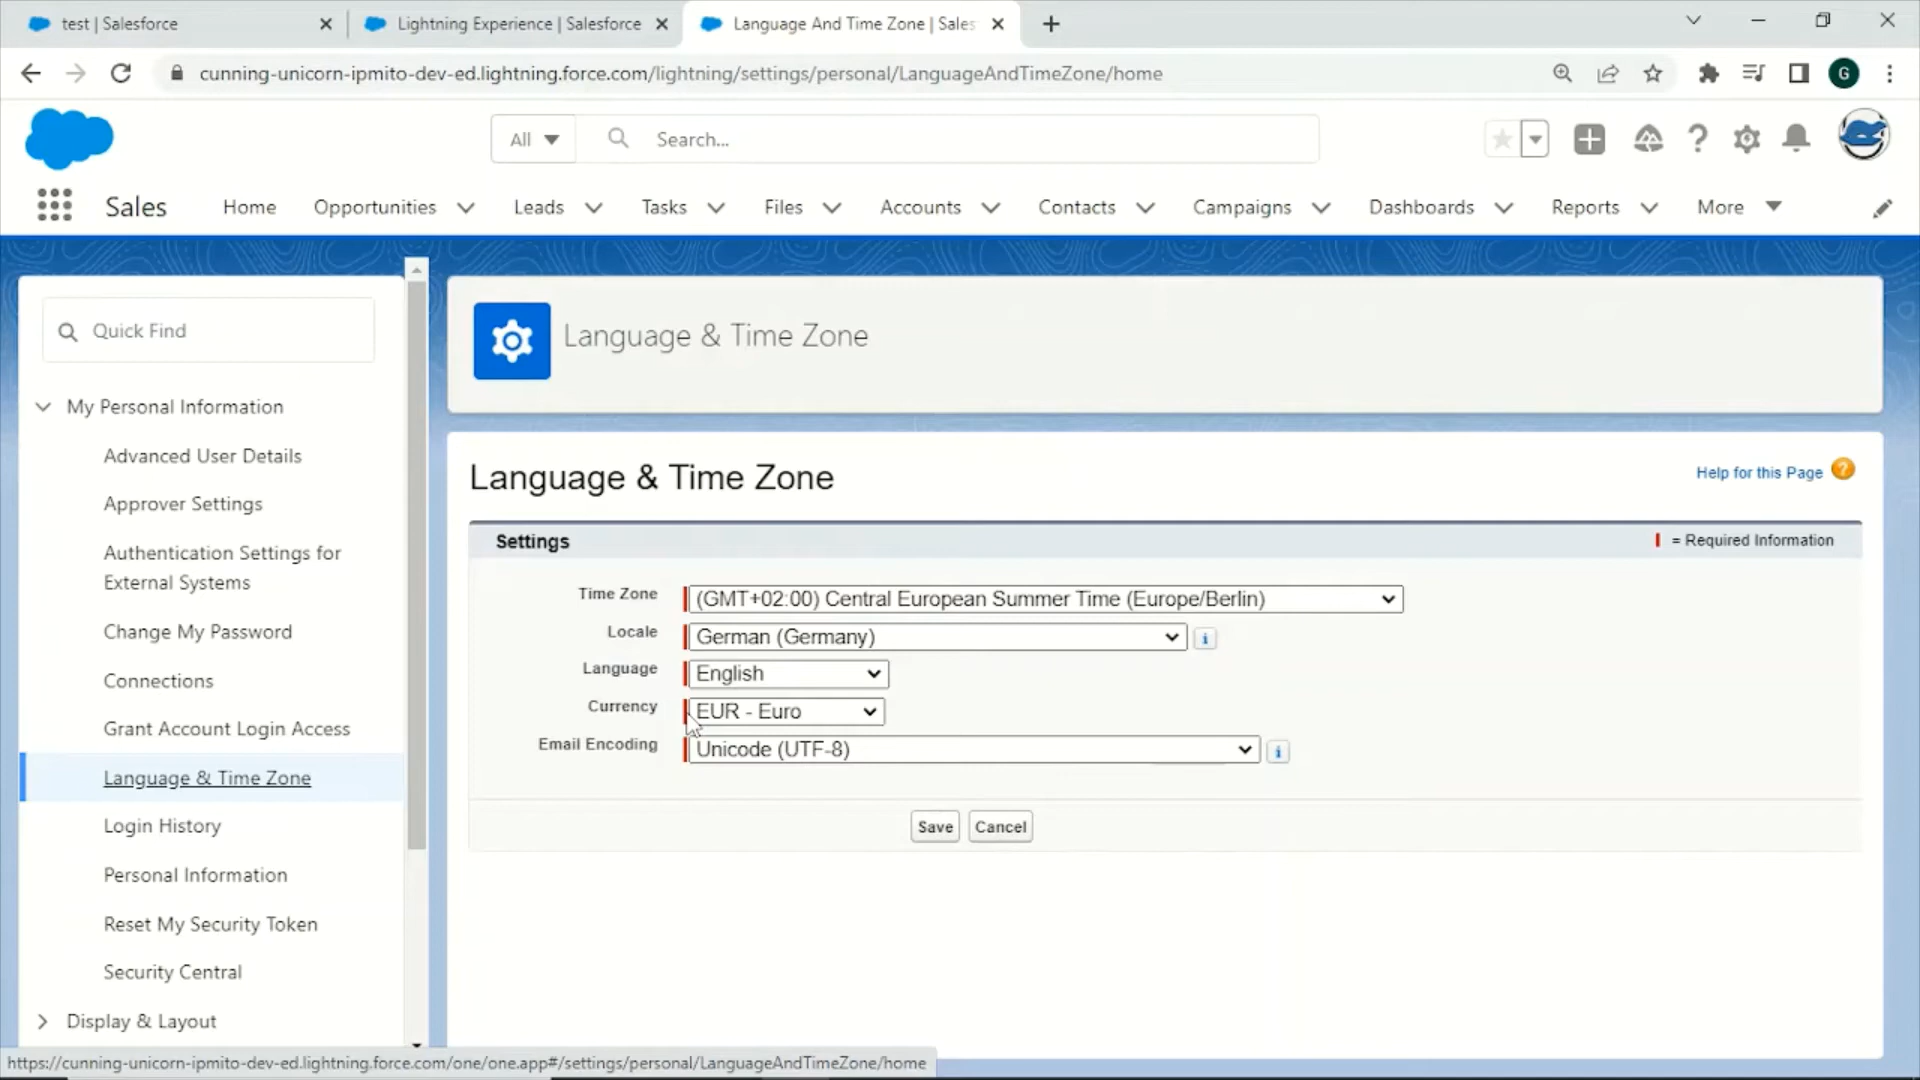 test | Salesforce
Lightning Experience | Salesforce
Language And Time Zone | Sales
cunning-unicorn-ipmito-dev-ed.lightning.force.com/lightning/settings/personal/LanguageAndTimeZone/home
G
All
Search...
Sales
Home
Opportunities
Leads
Tasks
Files
Accounts
Contacts
Campaigns
Dashboards
Reports
More
Quick Find
My Personal Information
Advanced User Details
Approver Settings
Authentication Settings for
External Systems
Change My Password
Connections
Grant Account Login Access
Language & Time Zone
Login History
Personal Information
Reset My Security Token
Security Central
Display & Layout
Language & Time Zone
Language & Time Zone
Help for this Page ?
Settings
= Required Information
Time Zone (GMT+02:00) Central European Summer Time (Europe/Berlin)
Locale German (Germany) i
Language English
Currency EUR - Euro
Email Encoding Unicode (UTF-8) i
Save Cancel
https://cunning-unicorn-ipmito-dev-ed.lightning.force.com/one/one.app#/settings/personal/LanguageAndTimeZone/home